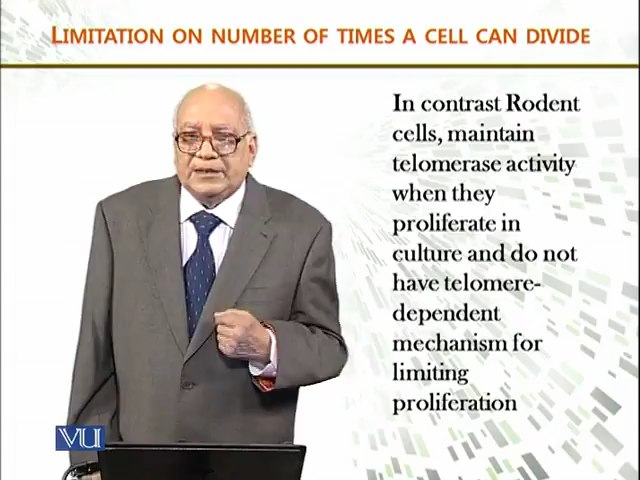 LIMITATION ON NUMBER OF TIMES A CELL CAN DIVIDE
In contrast Rodent
cells, maintain
telomerase activity
when they
proliferate in
culture and do not
have telomere-
dependent
mechanism for
limiting
proliferation
VU